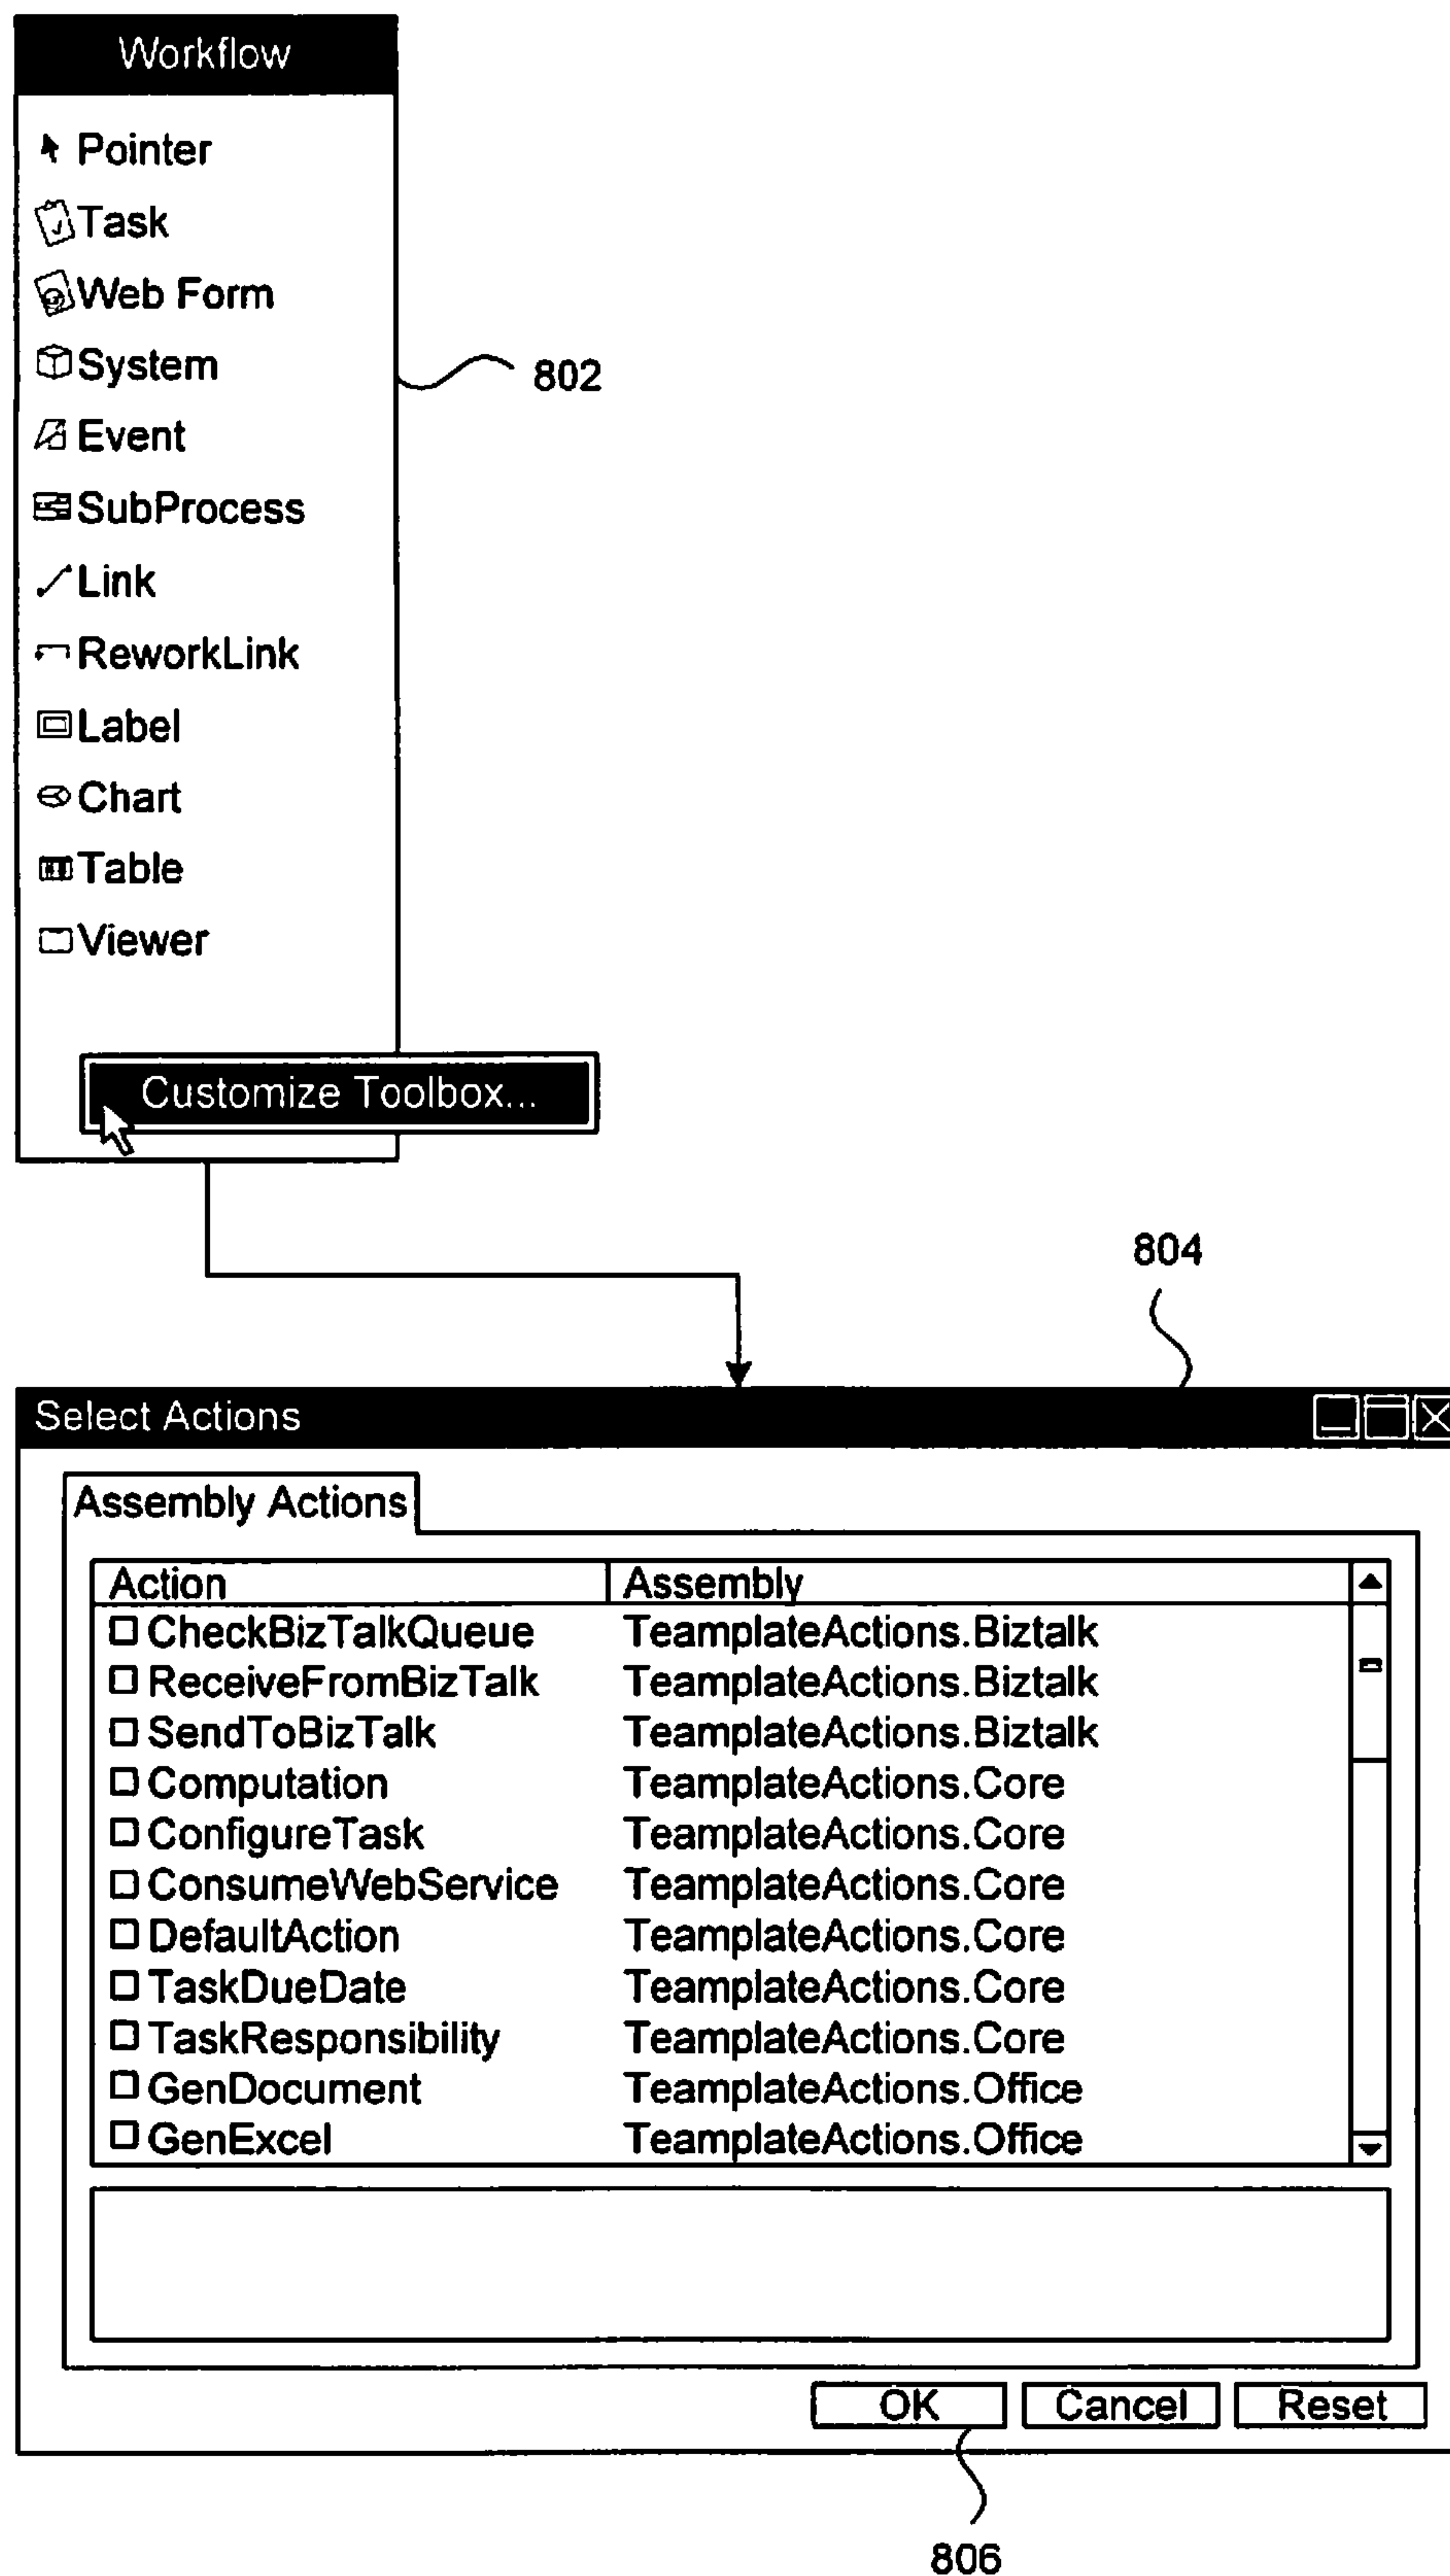 Workflow
Pointer
Task
Web Form
System
802
Event
SubProcess
Link
ReworkLink
Label
Chart
Table
Viewer
Customize Toolbox...
804
Select Actions
Assembly Actions
Action Assembly
CheckBizTalkQueue TeamplateActions.Biztalk
ReceiveFromBizTalk TeamplateActions.Biztalk
SendToBizTalk TeamplateActions.Biztalk
Computation TeamplateActions.Core
ConfigureTask TeamplateActions.Core
ConsumeWebService TeamplateActions.Core
DefaultAction TeamplateActions.Core
TaskDueDate TeamplateActions.Core
TaskResponsibility TeamplateActions.Core
GenDocument TeamplateActions.Office
GenExcel TeamplateActions.Office
OK Cancel Reset
806